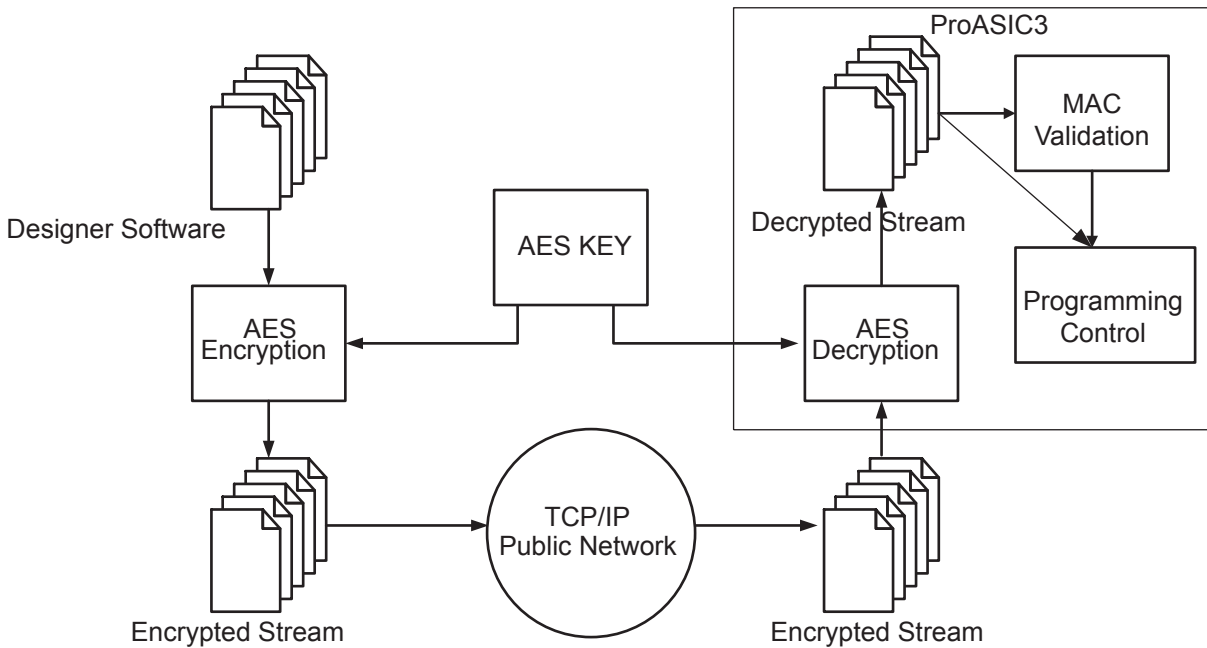 ProASIC3
MAC
Validation
Designer Software
AES KEY
Decrypted Stream
Programming
Control
AES
Encryption
AES
Decryption
TCP/IP
Public Network
Encrypted Stream
Encrypted Stream